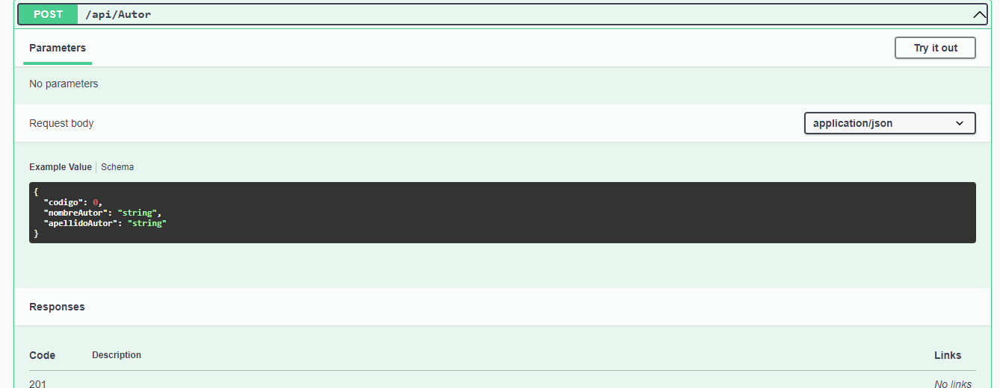 POST /api/Autor
Parameters
Try it out
No parameters
Request body
application/json
Example Value
Schema
{
"codigo": 0,
"nombreAutor": "string",
"apellidoAutor": "string"
}
Responses
Code Description Links
201 No links